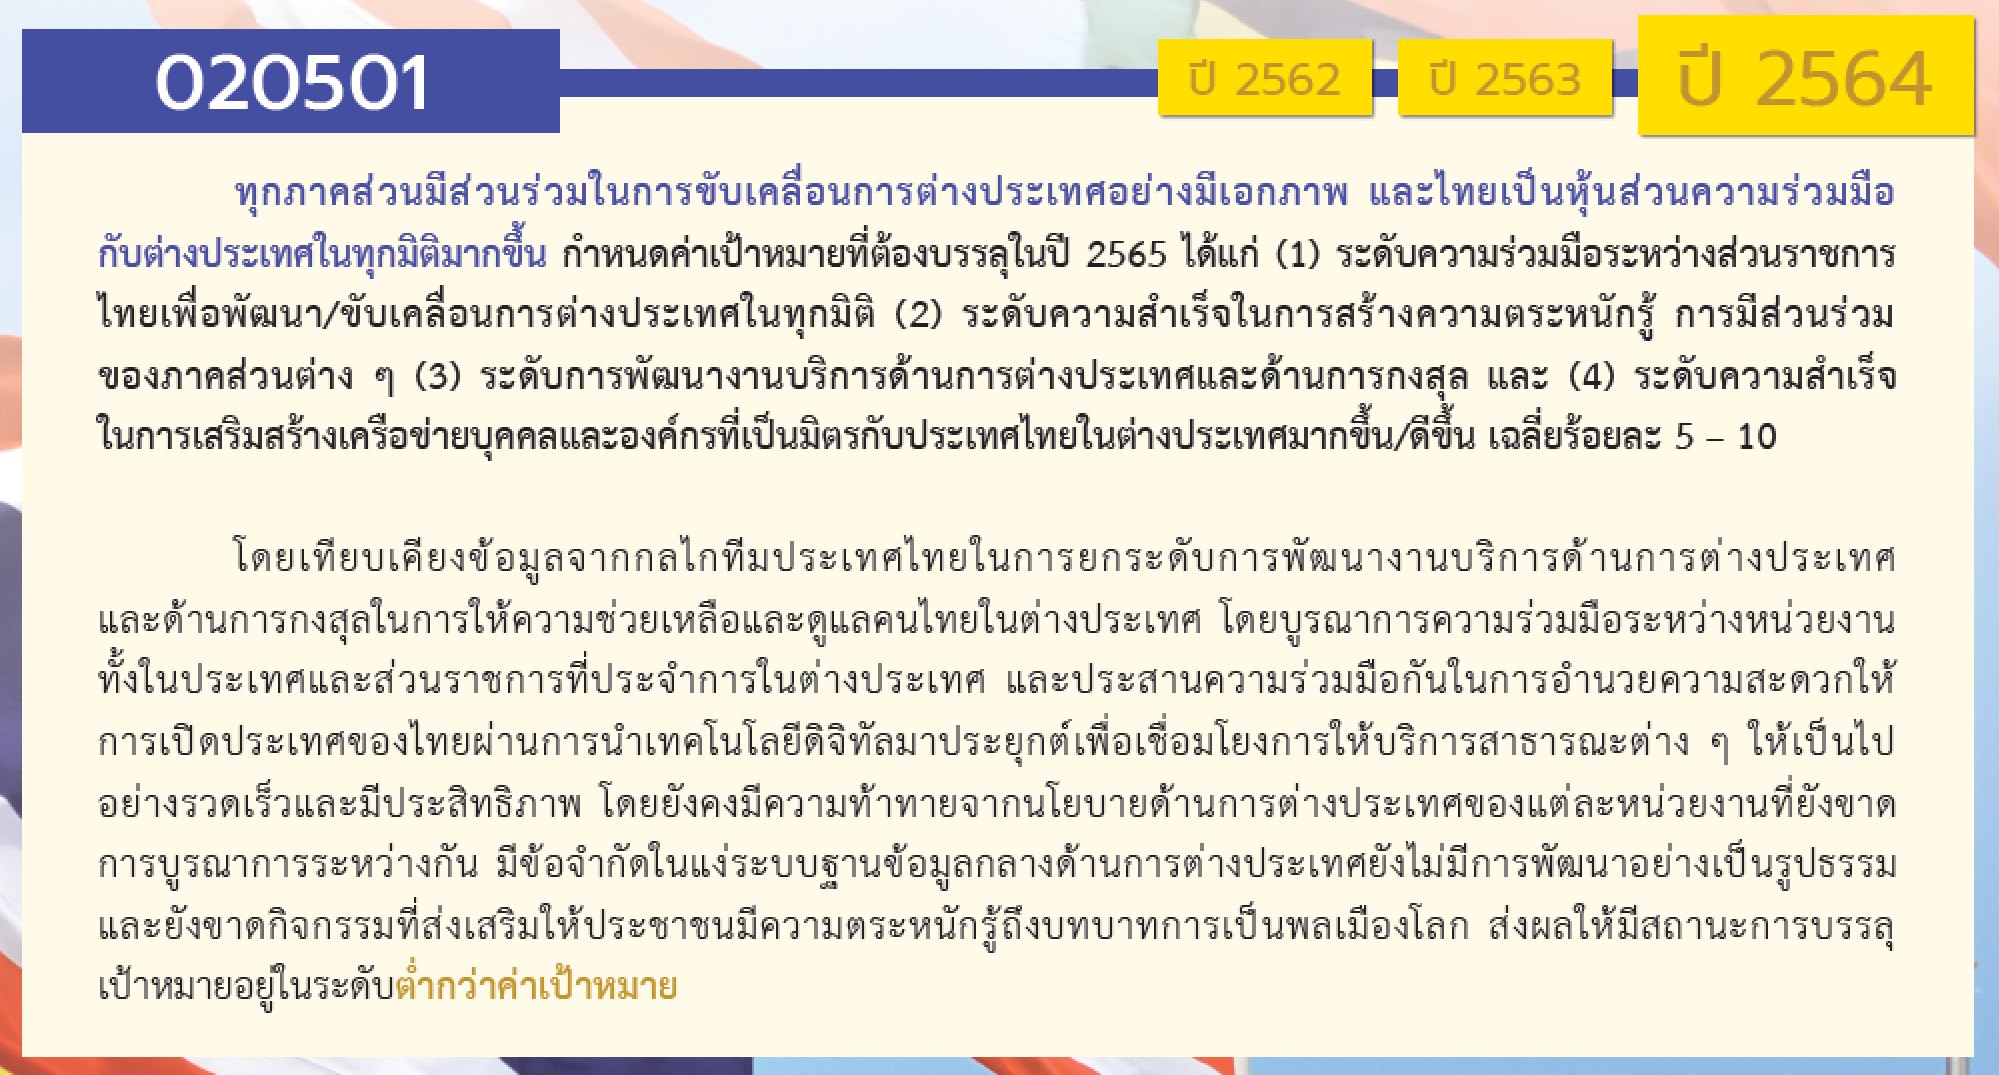 020501
ปี 2562
ปี 2563
ปี 2564
ทุกภาคส่วนมีส่วนร่วมในการขับเคลื่อนการต่างประเทศอย่างมีเอกภาพ และไทยเป็นหุ้นส่วนความร่วมมือ
กับต่างประเทศในทุกมิติมากขึ้น กำหนดค่าเป้าหมายที่ต้องบรรลุในปี 2565 ได้แก่ (1) ระดับความร่วมมือระหว่างส่วนราชการ
ไทยเพื่อพัฒนา/ขับเคลื่อนการต่างประเทศในทุกมิติ (2) ระดับความสำเร็จในการสร้างความตระหนักรู้ การมีส่วนร่วม
ของภาคส่วนต่าง ๆ (3) ระดับการพัฒนางานบริการด้านการต่างประเทศและด้านการกงสุล และ (4) ระดับความสำเร็จ
ในการเสริมสร้างเครือข่ายบุคคลและองค์กรที่เป็นมิตรกับประเทศไทยในต่างประเทศมากขึ้น/ดีขึ้น เฉลี่ยร้อยละ 5 – 10
โดยเทียบเคียงข้อมูลจากกลไกทีมประเทศไทยในการยกระดับการพัฒนางานบริการด้านการต่างประเทศ
และด้านการกงสุลในการให้ความช่วยเหลือและดูแลคนไทยในต่างประเทศ โดยบูรณาการความร่วมมือระหว่างหน่วยงาน
ทั้งในประเทศและส่วนราชการที่ประจำการในต่างประเทศ และประสานความร่วมมือกันในการอำนวยความสะดวกให้
การเปิดประเทศของไทยผ่านการนำเทคโนโลยีดิจิทัลมาประยุกต์เพื่อเชื่อมโยงการให้บริการสาธารณะต่าง ๆ ให้เป็นไป
อย่างรวดเร็วและมีประสิทธิภาพ โดยยังคงมีความท้าทายจากนโยบายด้านการต่างประเทศของแต่ละหน่วยงานที่ยังขาด
การบูรณาการระหว่างกัน มีข้อจำกัดในแง่ระบบฐานข้อมูลกลางด้านการต่างประเทศยังไม่มีการพัฒนาอย่างเป็นรูปธรรม
และยังขาดกิจกรรมที่ส่งเสริมให้ประชาชนมีความตระหนักรู้ถึงบทบาทการเป็นพลเมืองโลก ส่งผลให้มีสถานะการบรรลุ
เป้าหมายอยู่ในระดับต่ำกว่าค่าเป้าหมาย